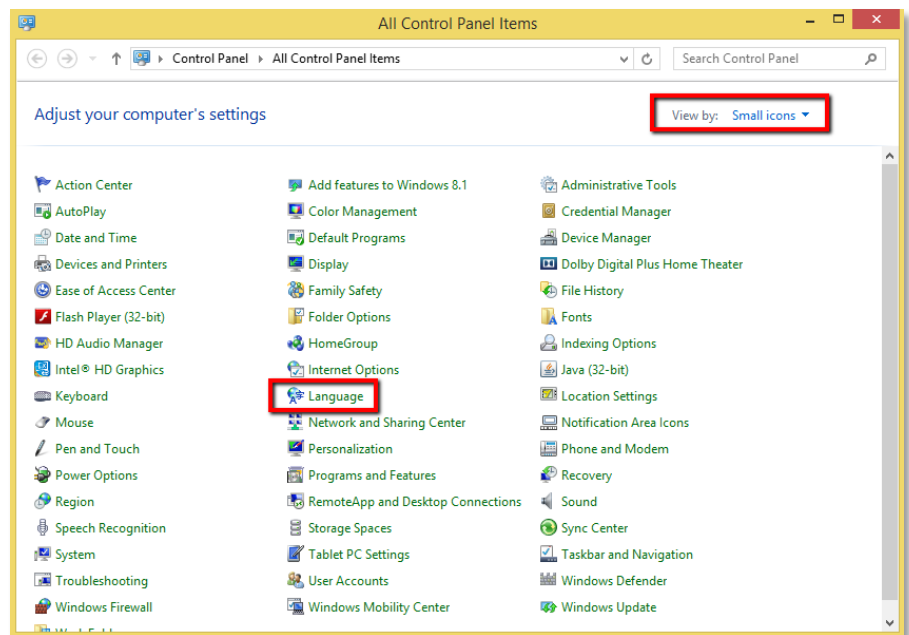 All Control Panel Items
Control Panel All Control Panel Items
Search Control Panel
Adjust your computer's settings
View by: Small icons
Action Center Add features to Windows 8.1 Administrative Tools
AutoPlay Color Management Credential Manager
Date and Time Default Programs Device Manager
Devices and Printers Display Dolby Digital Plus Home Theater
Ease of Access Center Family Safety File History
Flash Player (32-bit) Folder Options Fonts
HD Audio Manager HomeGroup Indexing Options
Intel® HD Graphics Internet Options Java (32-bit)
Keyboard Language Location Settings
Mouse Network and Sharing Center Notification Area Icons
Pen and Touch Personalization Phone and Modem
Power Options Programs and Features Recovery
Region RemoteApp and Desktop Connections Sound
Speech Recognition Storage Spaces Sync Center
System Tablet PC Settings Taskbar and Navigation
Troubleshooting User Accounts Windows Defender
Windows Firewall Windows Mobility Center Windows Update